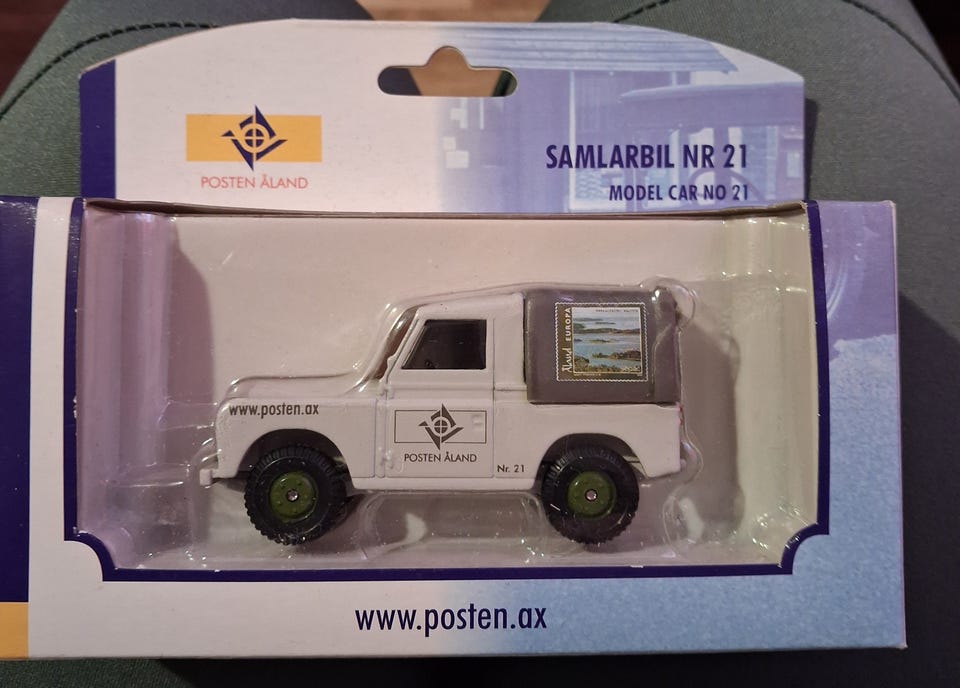 POSTEN ÅLAND
SAMLARBIL NR 21
MODEL CAR NO 21
Åland EUROPA
www.posten.ax
POSTEN ÅLAND
Nr. 21
www.posten.ax